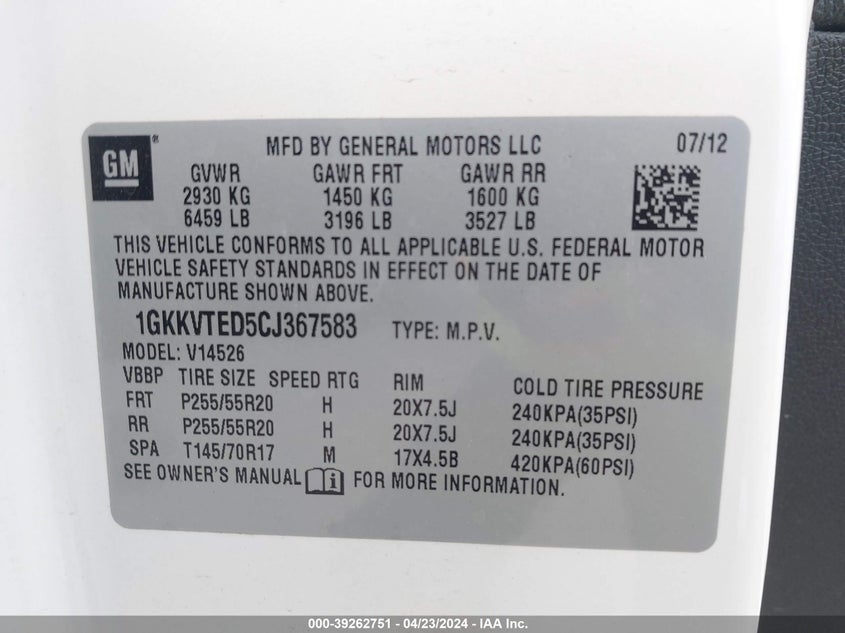 GM
MFD BY GENERAL MOTORS LLC 07/12
GVWR GAWR FRT GAWR RR
2930 KG 1450 KG 1600 KG
6459 LB 3196 LB 3527 LB
THIS VEHICLE CONFORMS TO ALL APPLICABLE U.S. FEDERAL MOTOR
VEHICLE SAFETY STANDARDS IN EFFECT ON THE DATE OF
MANUFACTURE SHOWN ABOVE.
1GKKVTED5CJ367583 TYPE: M.P.V.
MODEL: V14526
VBBP TIRE SIZE SPEED RTG RIM COLD TIRE PRESSURE
FRT P255/55R20 H 20X7.5J 240KPA(35PSI)
RR P255/55R20 H 20X7.5J 240KPA(35PSI)
SPA T145/70R17 M 17X4.5B 420KPA(60PSI)
SEE OWNER'S MANUAL FOR MORE INFORMATION.
000-39262751 - 04/23/2024 - IAA Inc.